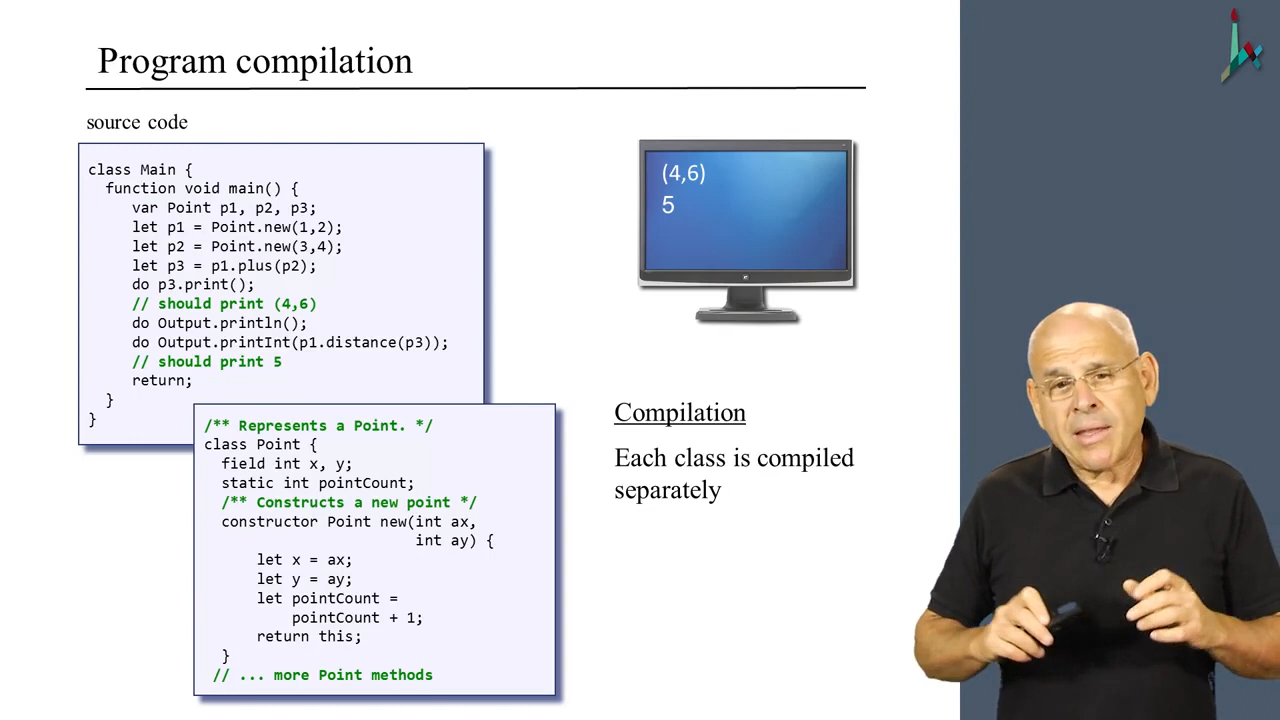 Program compilation
source code
class Main {
function void main() {
var Point p1, p2, p3;
let p1 = Point.new(1,2);
let p2 = Point.new(3,4);
let p3 = p1.plus(p2);
do p3.print();
// should print (4,6)
do Output.println();
do Output.printInt(p1.distance(p3));
// should print 5
return;
}
}
/** Represents a Point. */
class Point {
field int x, y;
static int pointCount;
/** Constructs a new point */
constructor Point new(int ax,
int ay) {
let x = ax;
let y = ay;
let pointCount =
pointCount + 1;
return this;
}
// ... more Point methods
(4,6)
5
Compilation
Each class is compiled
separately